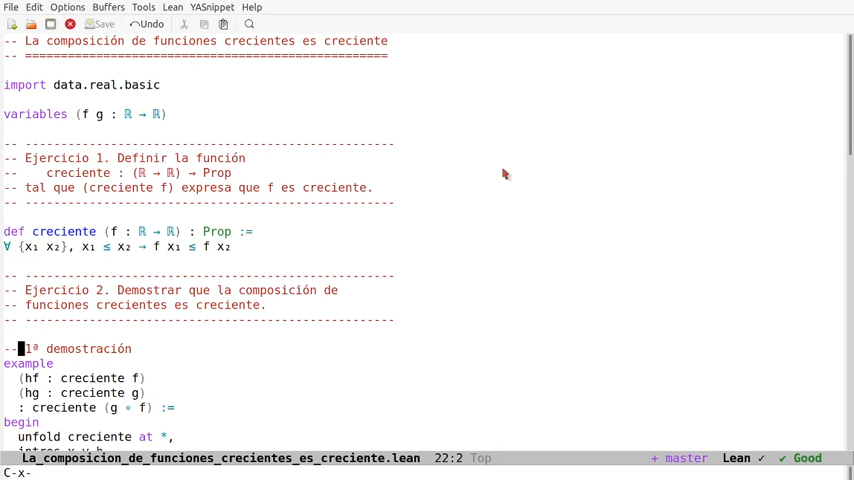 File Edit Options Buffers Tools Lean YASnippet Help
Save Undo
-- La composición de funciones crecientes es creciente
-- ===================================================
import data.real.basic
variables (f g : ℝ → ℝ)
-- ----------------------------------------------------
-- Ejercicio 1. Definir la función
--    creciente : (ℝ → ℝ) → Prop
-- tal que (creciente f) expresa que f es creciente.
-- ----------------------------------------------------
def creciente (f : ℝ → ℝ) : Prop :=
∀ {x₁ x₂}, x₁ ≤ x₂ → f x₁ ≤ f x₂
-- ----------------------------------------------------
-- Ejercicio 2. Demostrar que la composición de
-- funciones crecientes es creciente.
-- ----------------------------------------------------
-- 1ª demostración
example
  (hf : creciente f)
  (hg : creciente g)
  : creciente (g ∘ f) :=
begin
  unfold creciente at *,
  intros x y h
La_composion_de_funciones_crecientes_es_creciente.lean 22:2 Top + master Lean ✓ ✔ Good
C-x-